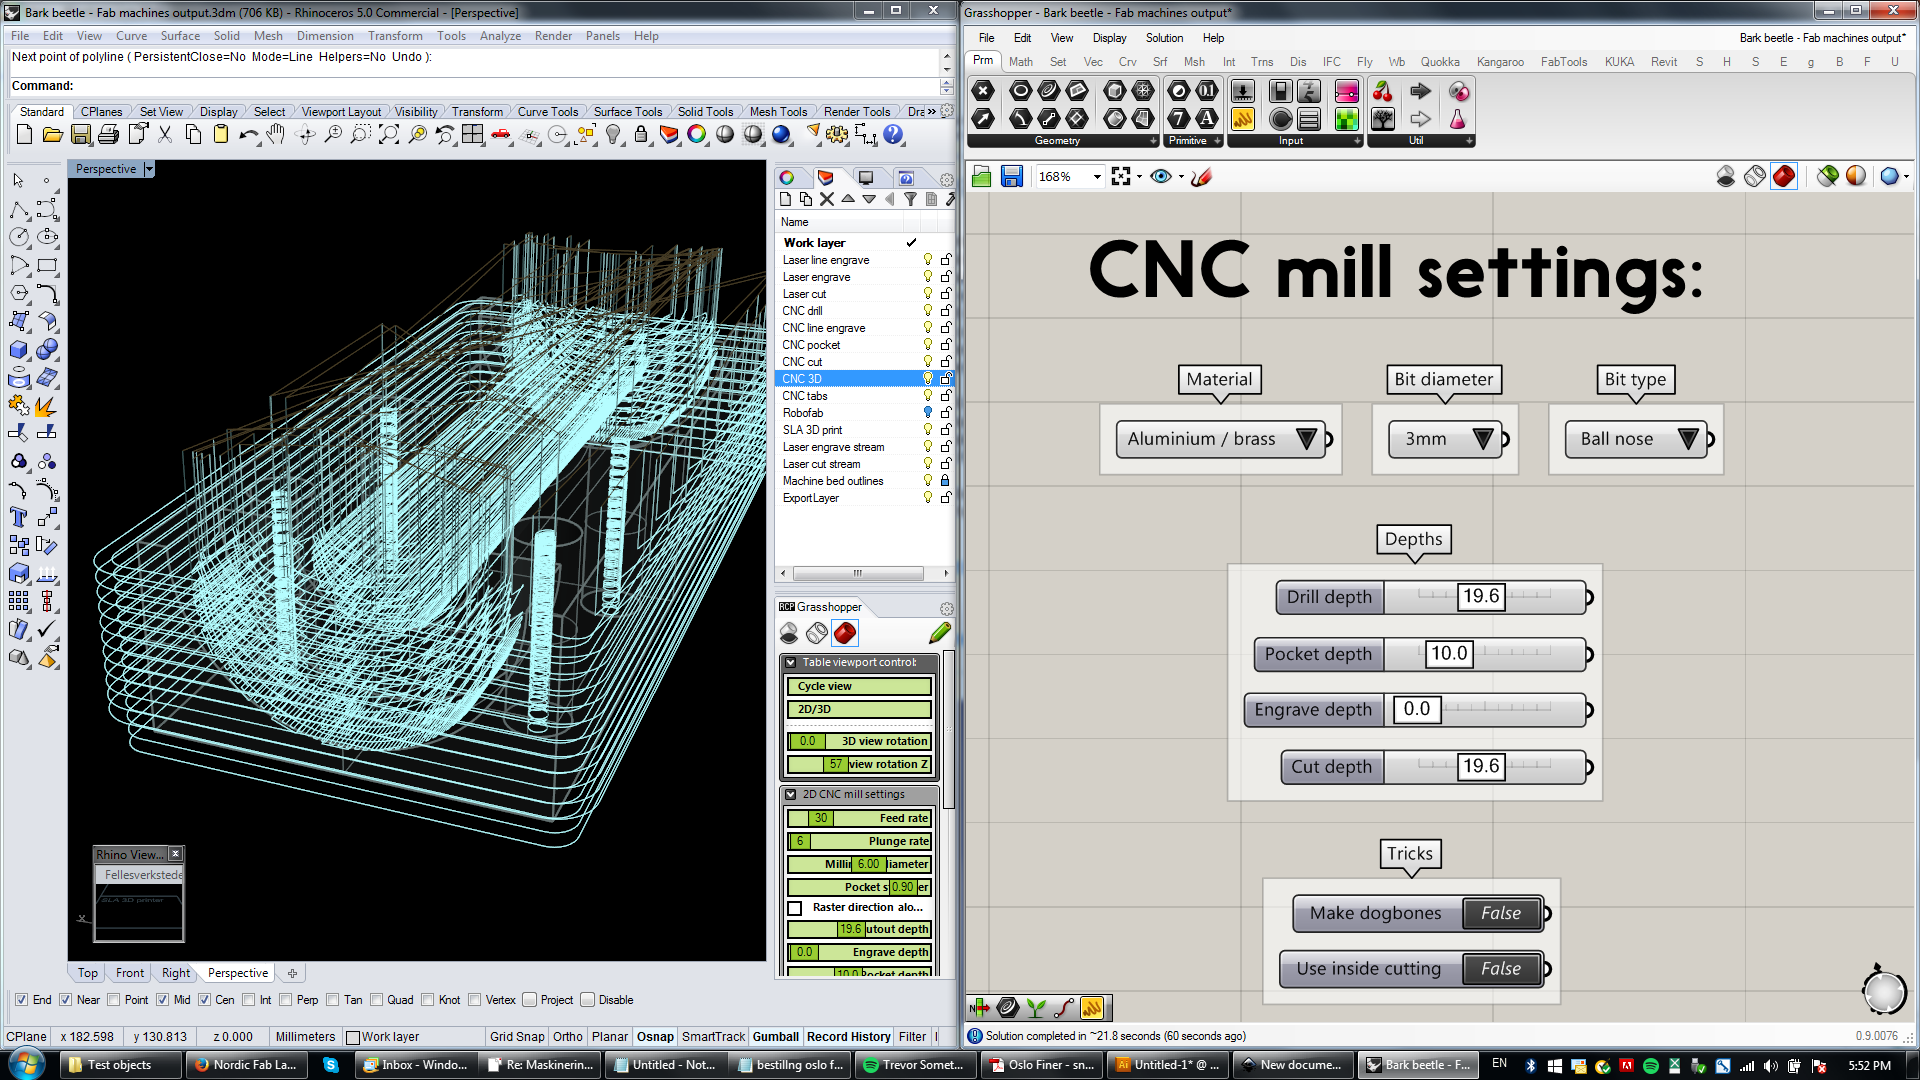 Bark beetle - Fab machines output.3dm (706 KB) - Rhinoceros 5.0 Commercial - [Perspective]
File Edit View Curve Surface Solid Mesh Dimension Transform Tools Analyze Render Panels Help
Next point of polyline ( PersistentClose=No Mode=Line Helpers=No Undo ):
Command:
Standard CPlanes Set View Display Select Viewport Layout Visibility Transform Curve Tools Surface Tools Solid Tools Mesh Tools Render Tools Dra »
Perspective
Name
Work layer
Laser line engrave
Laser engrave
Laser cut
CNC drill
CNC line engrave
CNC pocket
CNC cut
CNC 3D
CNC tabs
Robofab
SLA 3D print
Laser engrave stream
Laser cut stream
Machine bed outlines
ExportLayer
RCP Grasshopper
Table viewport control:
Cycle view
2D/3D
0.0 3D view rotation
57 view rotation Z
2D CNC mill settings
30 Feed rate
6 Plunge rate
Millin 6.00 iameter
Pocket s 0.90 er
Raster direction alo...
19.6 utout depth
0.0 Engrave depth
10.0 Pocket depth
Rhino View...
Fellesverkstede
SLA 3D printer
X
Top Front Right Perspective
End Near Point Mid Cen Int Perp Tan Quad Knot Vertex Project Disable
CPlane x 182.598 y 130.813 z 0.000 Millimeters Work layer Grid Snap Ortho Planar Osnap SmartTrack Gumball Record History Filter
Grasshopper - Bark beetle - Fab machines output*
File Edit View Display Solution Help
Bark beetle - Fab machines output*
Prm Math Set Vec Crv Srf Msh Int Trns Dis IFC Fly Wb Quokka Kangaroo FabTools KUKA Revit S H S E g B F U
Geometry Primitive Input Util
168%
CNC mill settings:
Material Bit diameter Bit type
Aluminium / brass 3mm Ball nose
Depths
Drill depth 19.6
Pocket depth 10.0
Engrave depth 0.0
Cut depth 19.6
Tricks
Make dogbones False
Use inside cutting False
Solution completed in ~21.8 seconds (60 seconds ago)
0.9.0076
Test objects Nordic Fab La... Inbox - Windo... Re: Maskinerin... Untitled - Not... bestillng oslo f... Trevor Somet... Oslo Finer - sn... Untitled-1* @ ... New docume... Bark beetle - F... EN 5:52 PM